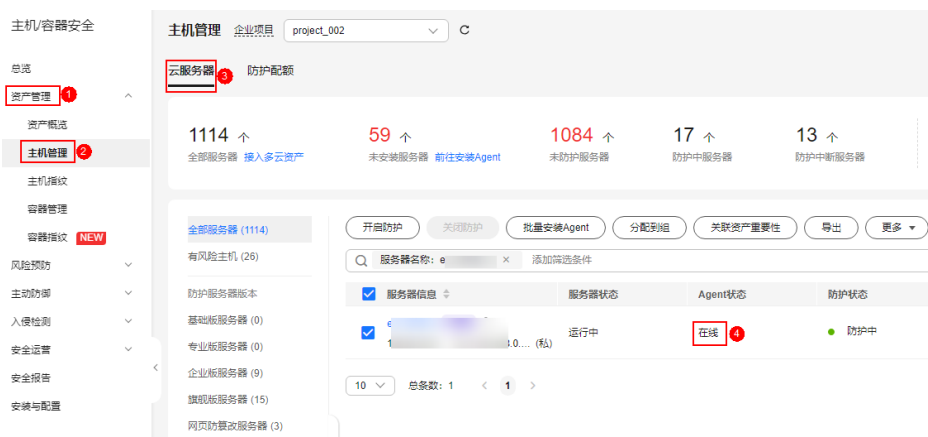 主机/容器安全
总览
资产管理 1
资产概览
主机管理 2
主机指纹
容器管理
容器指纹 NEW
风险预防
主动防御
入侵检测
安全运营
安全报告
安装与配置
主机管理 企业项目 project_002
云服务器 3 防护配额
1114 个 59 个 1084 个 17 个 13 个
全部服务器 接入多云资产 未安装服务器 前往安装Agent 未防护服务器 防护中服务器 防护中断服务器
全部服务器 (1114)
有风险主机 (26)
防护服务器版本
基础版服务器 (0)
专业版服务器 (0)
企业版服务器 (9)
旗舰版服务器 (15)
网页防篡改服务器 (3)
开启防护 关闭防护 批量安装Agent 分配到组 关联资产重要性 导出 更多
服务器名称: e × 添加筛选条件
服务器信息 服务器状态 Agent状态 防护状态
e
1 .0.... (私) 运行中 在线 4 防护中
10 总条数: 1 < 1 >